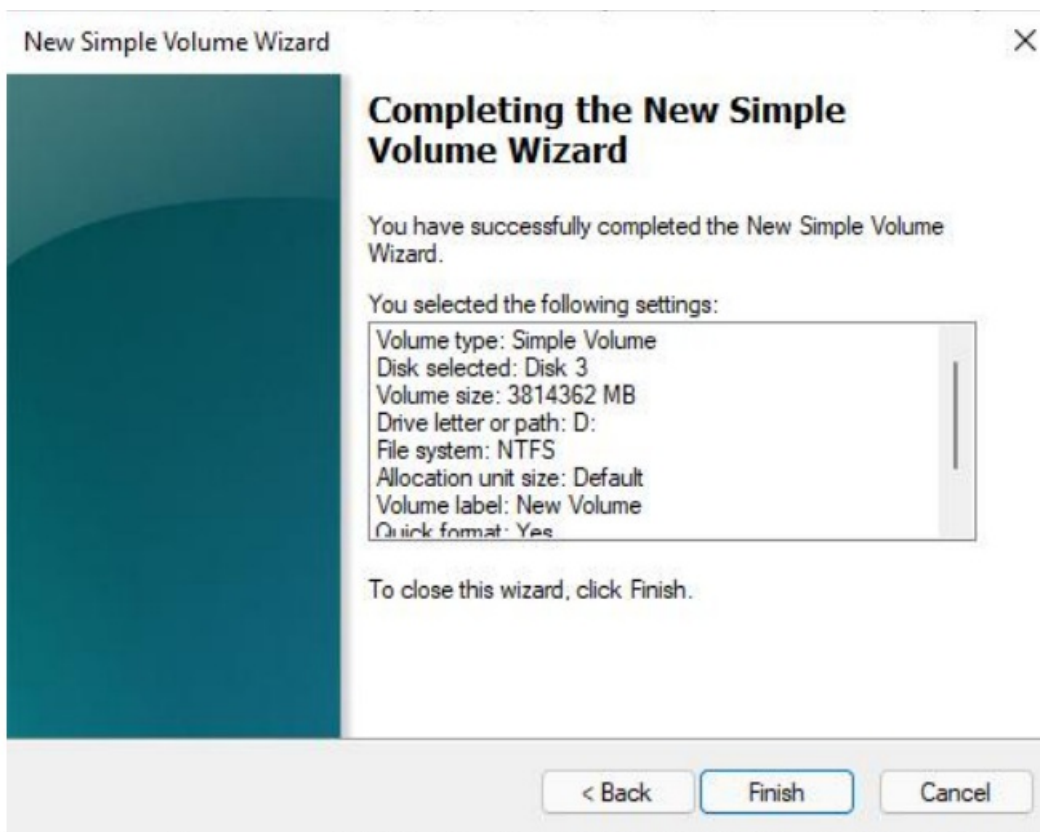 New Simple Volume Wizard
Completing the New Simple
Volume Wizard
You have successfully completed the New Simple Volume
Wizard.
You selected the following settings:
Volume type: Simple Volume
Disk selected: Disk 3
Volume size: 3814362 MB
Drive letter or path: D:
File system: NTFS
Allocation unit size: Default
Volume label: New Volume
Quick format: Yes
To close this wizard, click Finish.
< Back
Finish
Cancel